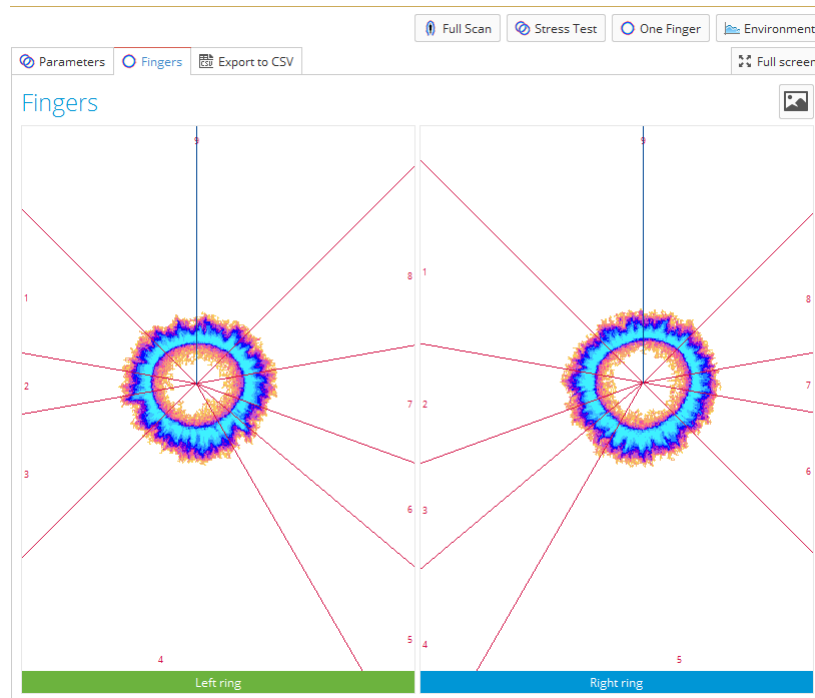 Full Scan Stress Test One Finger Environment
Parameters Fingers CSV Export to CSV Full screen
Fingers
9 9
8 1
1 8
2 7
7 2
3 6
6 3
5 4
4 5
Left ring Right ring